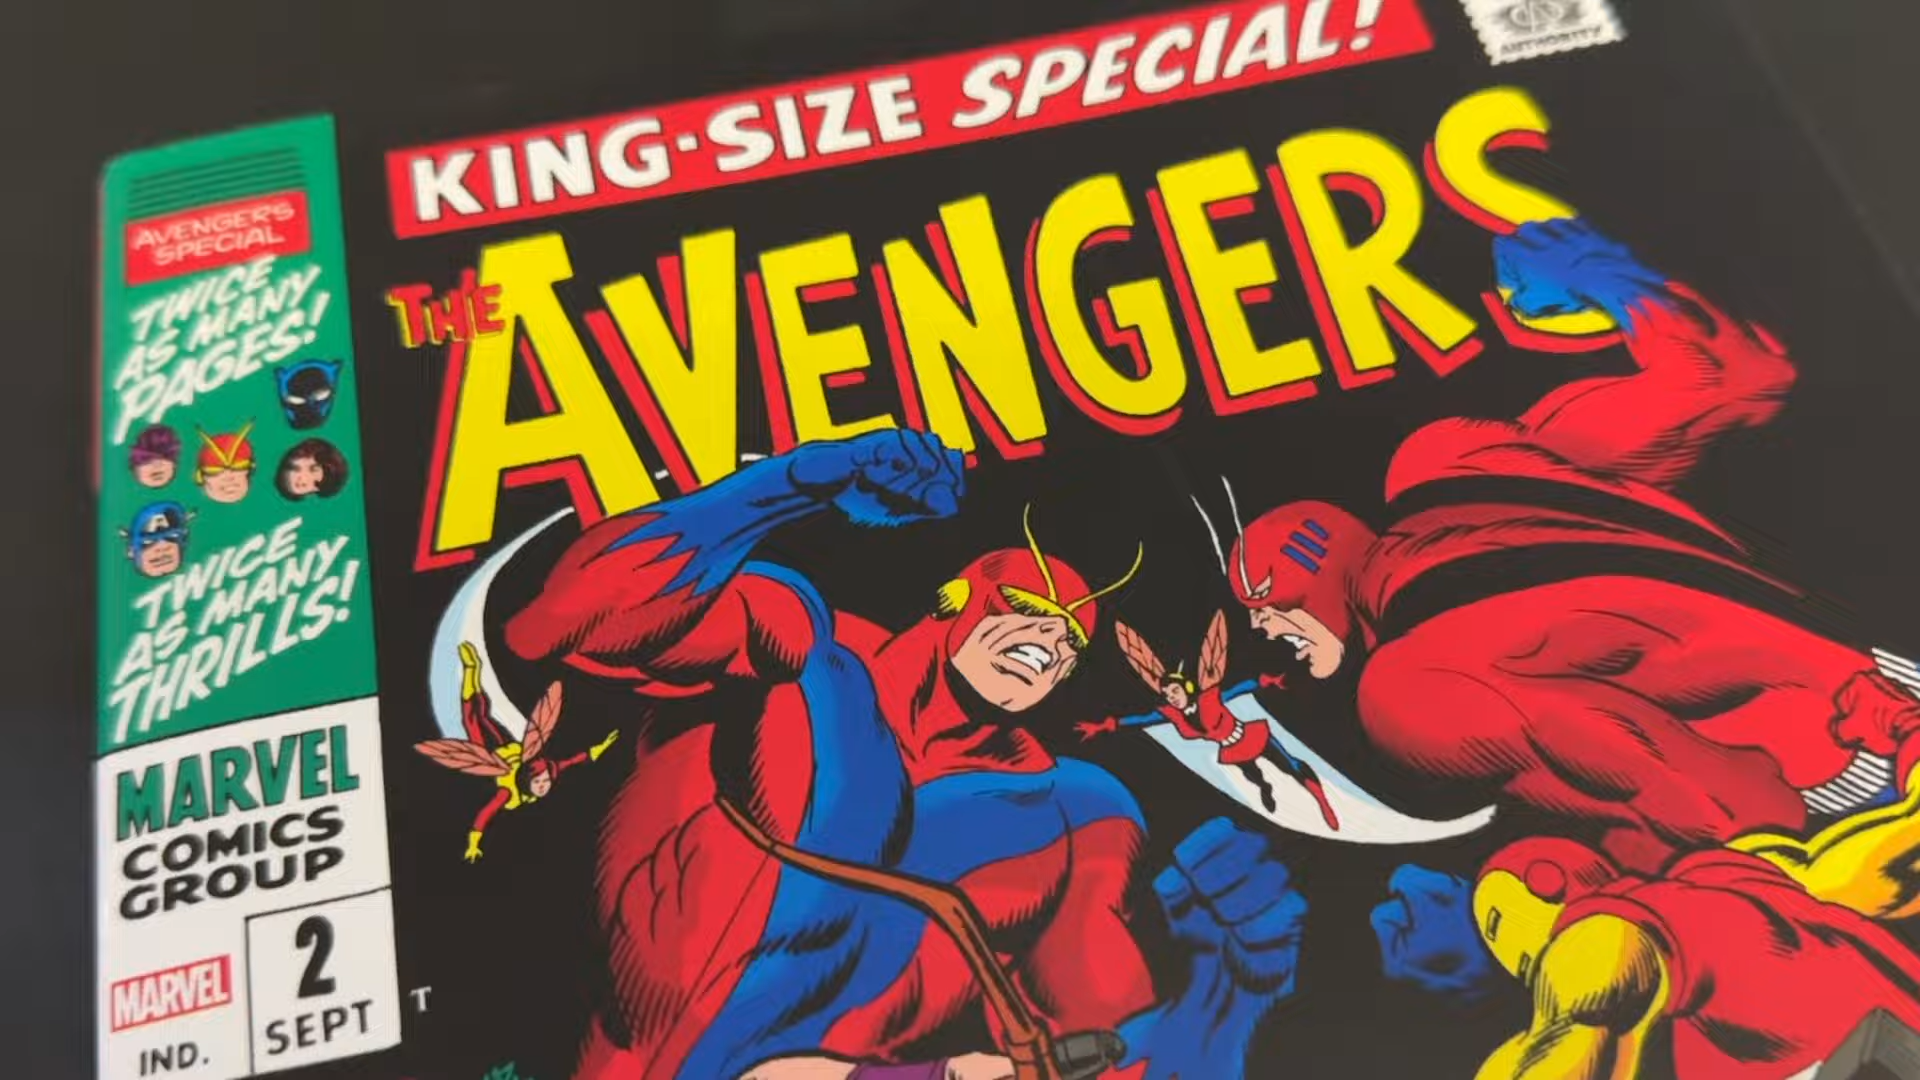 KING-SIZE SPECIAL!
AUTHORITY
THE AVENGERS
AVENGERS
SPECIAL
TWICE
AS MANY
PAGES!
TWICE
AS MANY
THRILLS!
MARVEL
COMICS
GROUP
MARVEL
IND.
2
SEPT
T
A